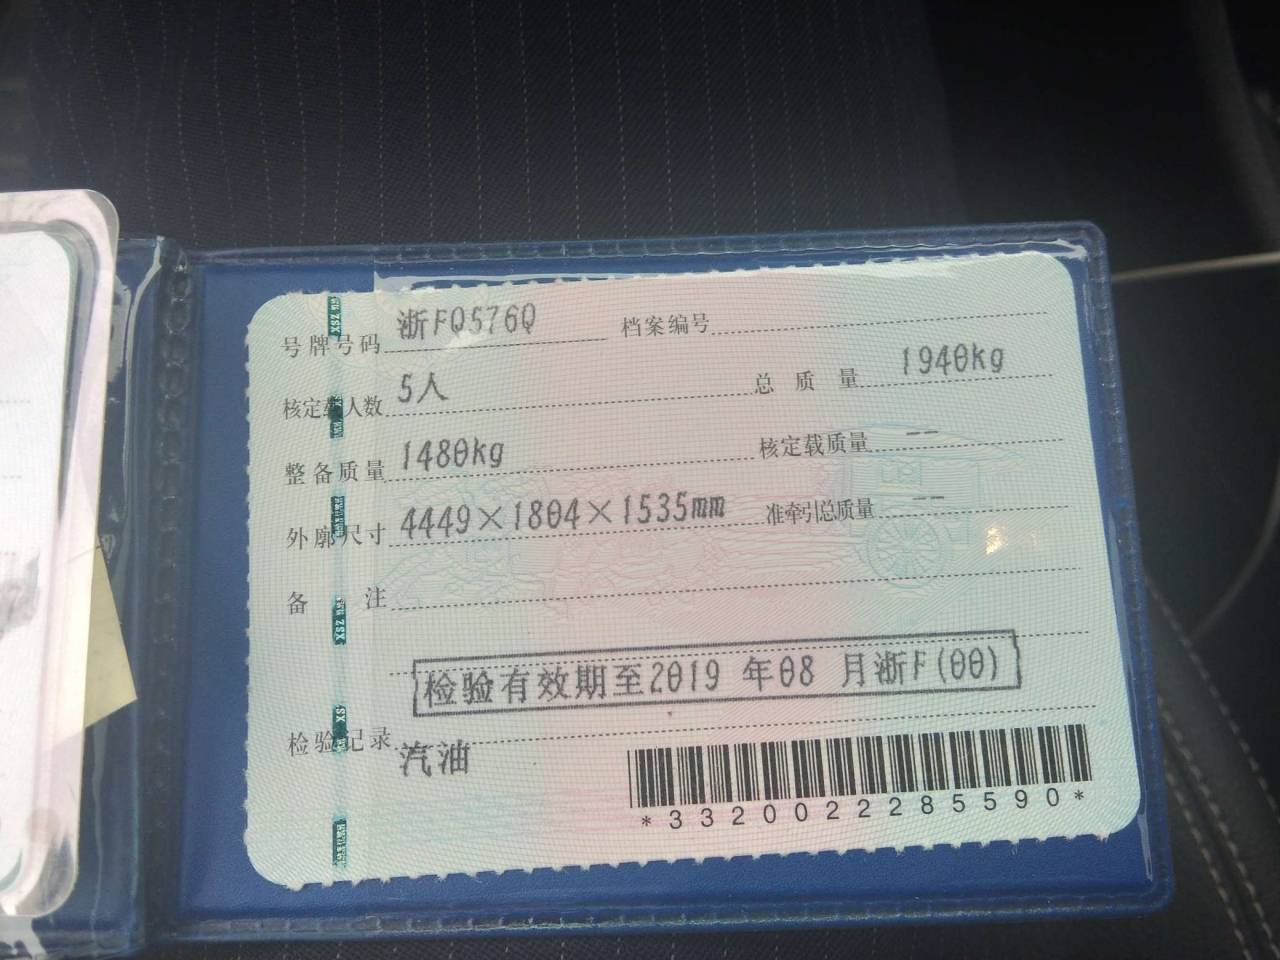 号牌号码 浙FQ576Q 档案编号
核定载人数 5人 总质量 1940kg
整备质量 1480kg 核定载质量 --
外廓尺寸 4449×1804×1535mm 准牵引总质量 --
备注
检验有效期至2019年08月浙F(00)
检验记录
汽油
*3320022285590*